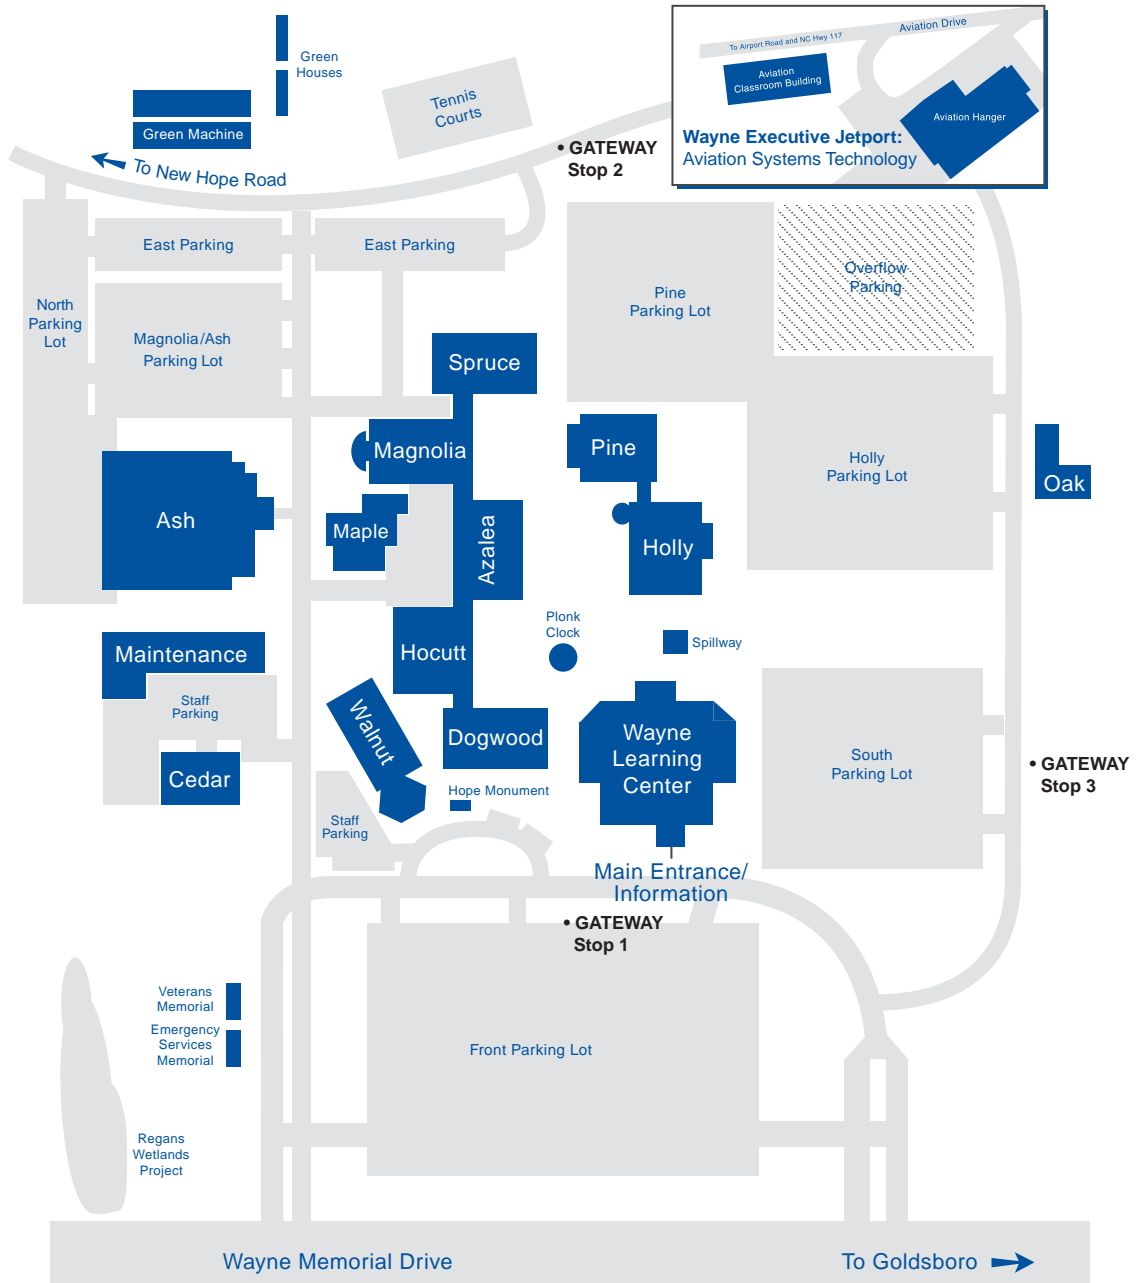 Green
Houses
Green Machine
To New Hope Road
Tennis
Courts
• GATEWAY
Stop 2
To Airport Road and NC Hwy 117
Aviation Drive
Aviation
Classroom Building
Aviation Hanger
Wayne Executive Jetport:
Aviation Systems Technology
East Parking
East Parking
North
Parking
Lot
Magnolia/Ash
Parking Lot
Pine
Parking Lot
Overflow
Parking
Spruce
Magnolia
Pine
Holly
Parking Lot
Oak
Ash
Maple
Azalea
Holly
Plonk
Clock
Spillway
Maintenance
Hocutt
Staff
Parking
Walnut
Dogwood
Wayne
Learning
Center
South
Parking Lot
• GATEWAY
Stop 3
Cedar
Hope Monument
Staff
Parking
Main Entrance/
Information
• GATEWAY
Stop 1
Veterans
Memorial
Emergency
Services
Memorial
Front Parking Lot
Regans
Wetlands
Project
Wayne Memorial Drive
To Goldsboro